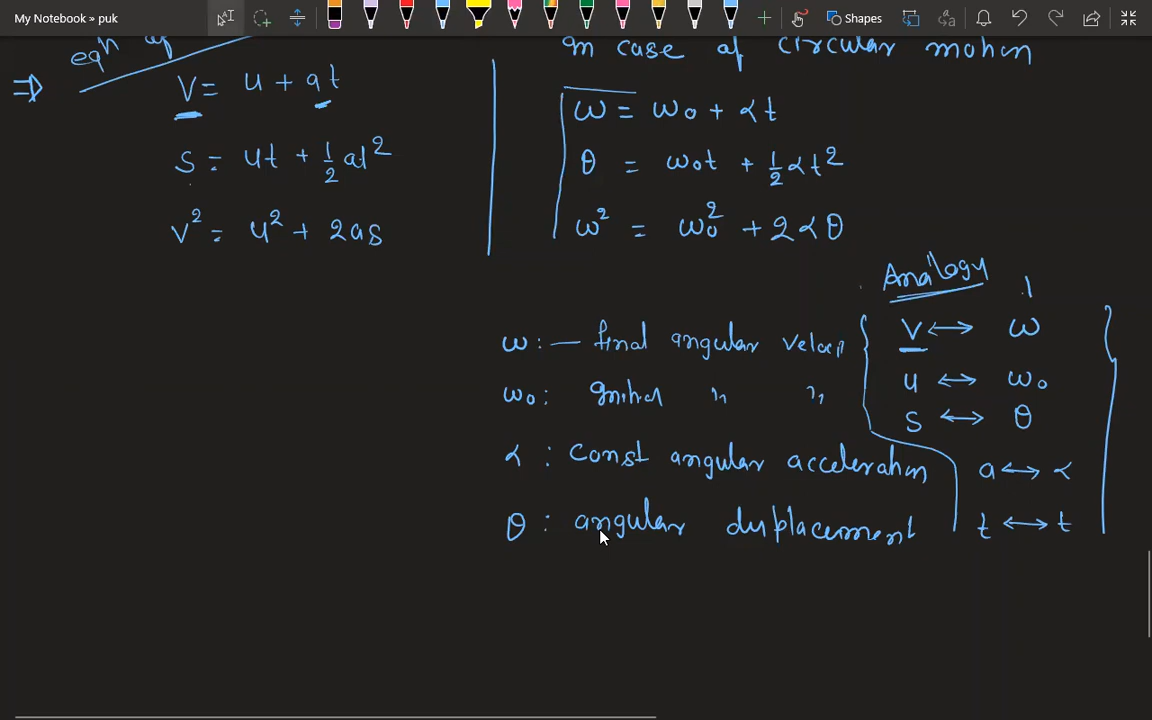 My Notebook » puk
Shapes
eqn of
⇒ V = u + at
S = ut + 1/2 at²
v² = u² + 2as
In case of circular motion
ω = ω₀ + αt
θ = ω₀t + 1/2 αt²
ω² = ω₀² + 2αθ
ω : — final angular veloci
ω₀ : Initial " "
α : const angular acceleration
θ : angular displacement
Analogy
V ↔ ω
u ↔ ω₀
S ↔ θ
a ↔ α
t ↔ t